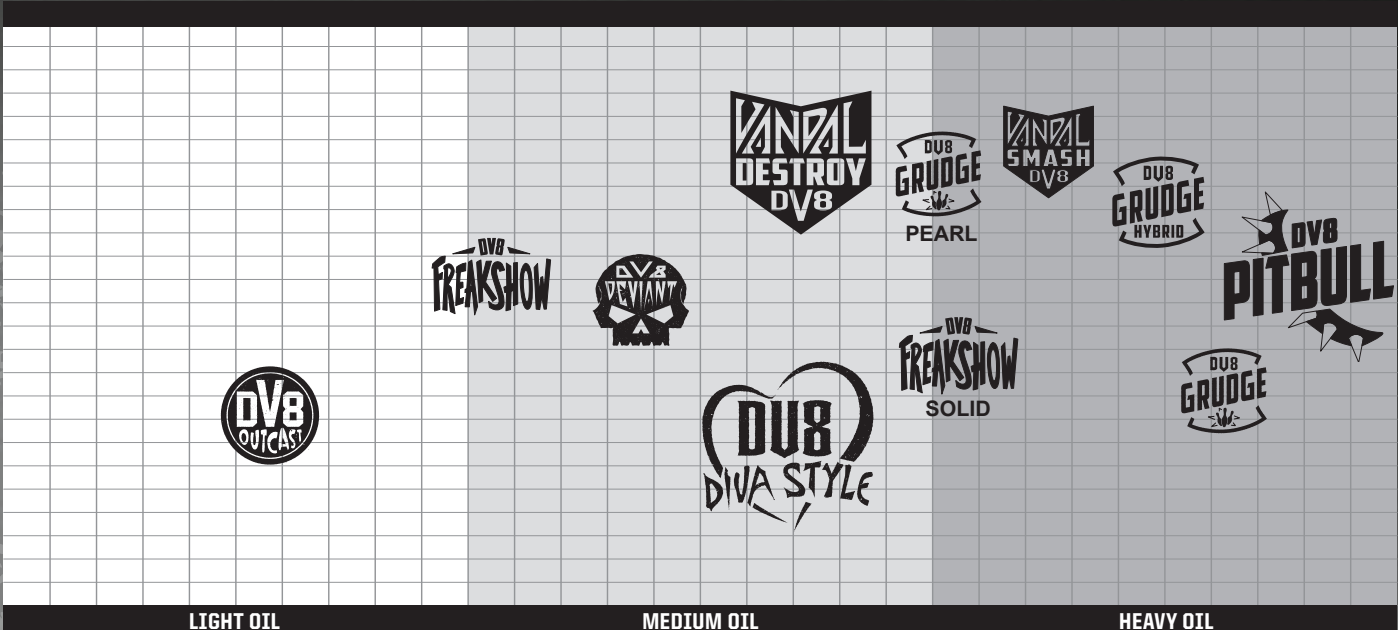 VANDAL
DESTROY
DV8
DV8
GRUDGE
PEARL
VANDAL
SMASH
DV8
DV8
GRUDGE
HYBRID
DV8
PITBULL
DV8
FREAKSHOW
DV8
DEVIANT
DV8
FREAKSHOW
SOLID
DV8
GRUDGE
DV8
OUTCAST
DV8
DIVA STYLE
LIGHT OIL
MEDIUM OIL
HEAVY OIL